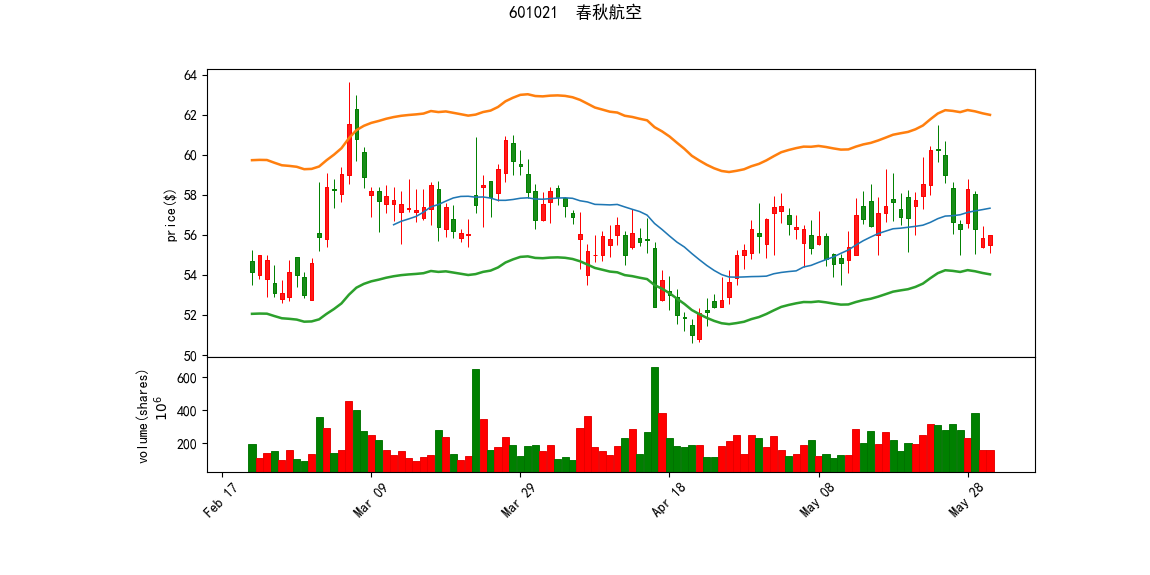 601021 春秋航空
64
62
60
58
56
54
52
50
price($)
600
400
200
volume(shares)
10^6
Feb 17
Mar 09
Mar 29
Apr 18
May 08
May 28